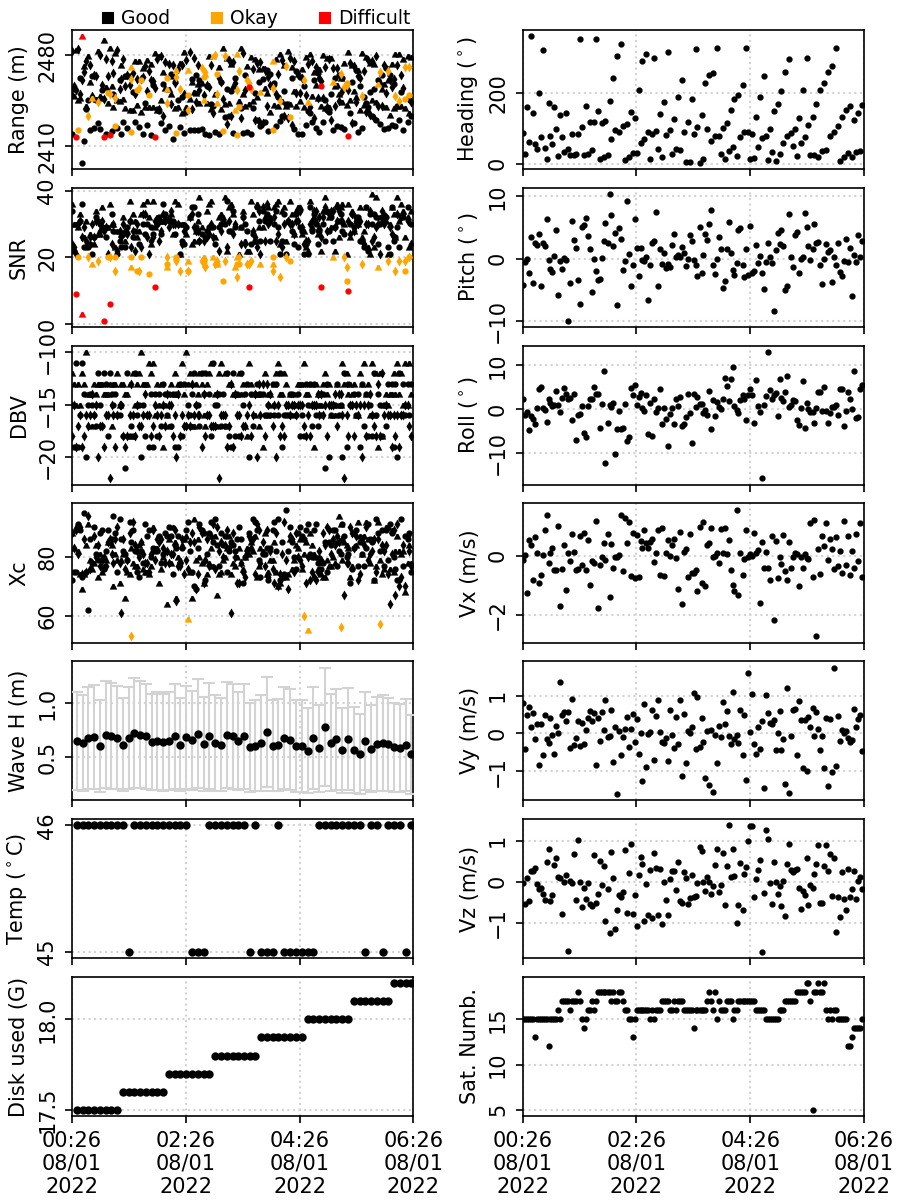 Good Okay Difficult
Range (m)
2480
2410
Heading (°)
200
0
SNR
40
20
0
Pitch (°)
10
0
−10
DBV
−10
−15
−20
Roll (°)
10
0
−10
Xc
80
60
Vx (m/s)
0
−2
Wave H (m)
1.0
0.5
Vy (m/s)
1
0
−1
Temp (°C)
46
45
Vz (m/s)
1
0
−1
Disk used (G)
18.0
17.5
Sat. Numb.
15
10
5
00:26 02:26 04:26 06:26
08/01 08/01 08/01 08/01
2022 2022 2022 2022
00:26 02:26 04:26 06:26
08/01 08/01 08/01 08/01
2022 2022 2022 2022